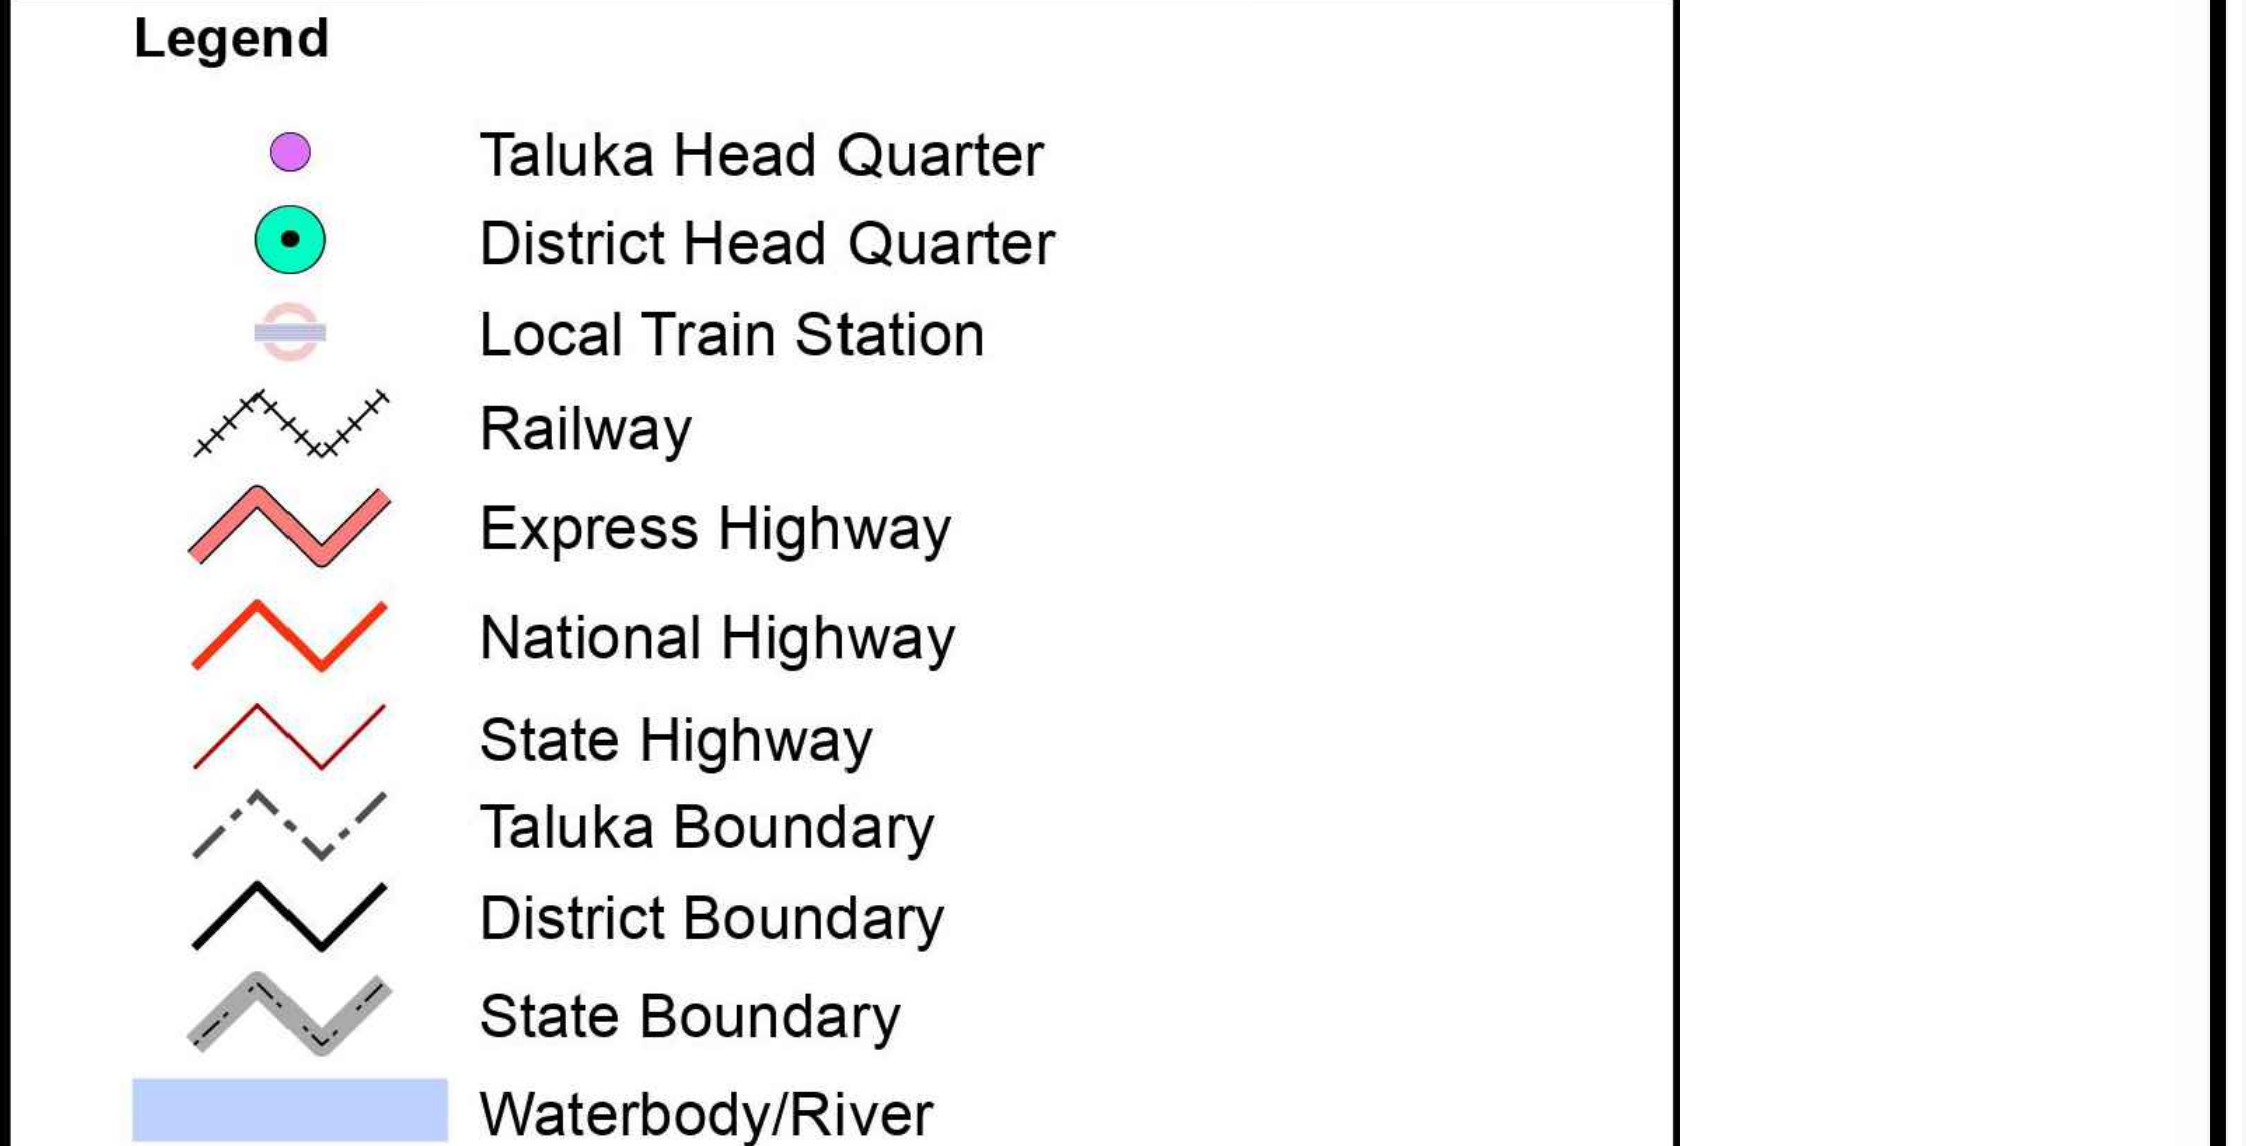 Legend
Taluka Head Quarter
District Head Quarter
Local Train Station
Railway
Express Highway
National Highway
State Highway
Taluka Boundary
District Boundary
State Boundary
Waterbody/River